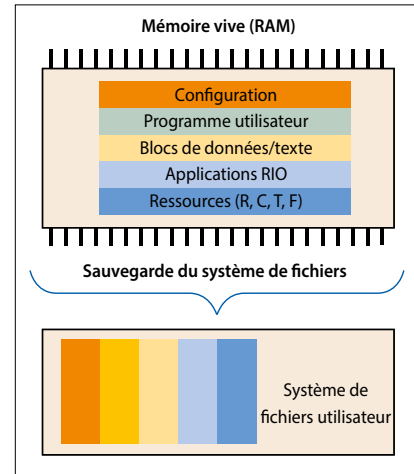 Mémoire vive (RAM)
Configuration
Programme utilisateur
Blocs de données/texte
Applications RIO
Ressources (R, C, T, F)
Sauvegarde du système de fichiers
Système de
fichiers utilisateur